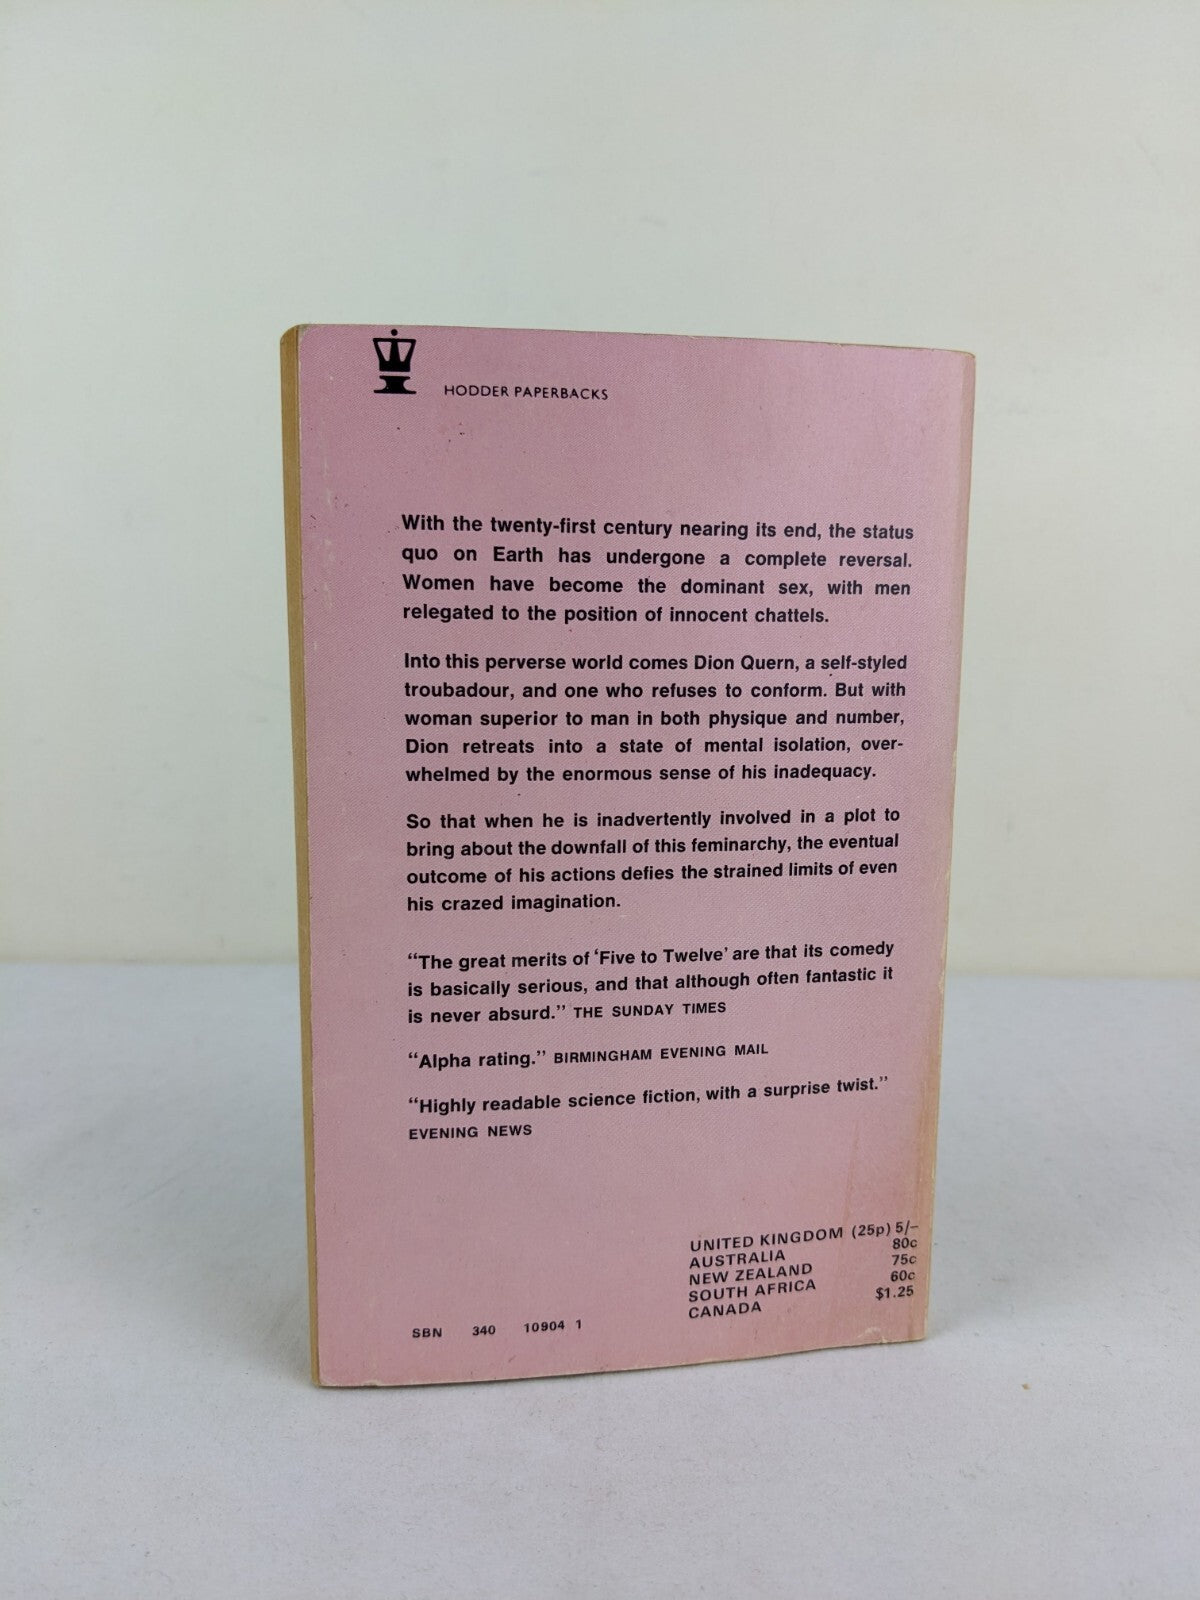 HODDER PAPERBACKS
With the twenty-first century nearing its end, the status
quo on Earth has undergone a complete reversal.
Women have become the dominant sex, with men
relegated to the position of innocent chattels.
Into this perverse world comes Dion Quern, a self-styled
troubadour, and one who refuses to conform. But with
woman superior to man in both physique and number,
Dion retreats into a state of mental isolation, over-
whelmed by the enormous sense of his inadequacy.
So that when he is inadvertently involved in a plot to
bring about the downfall of this feminarchy, the eventual
outcome of his actions defies the strained limits of even
his crazed imagination.
“The great merits of ‘Five to Twelve’ are that its comedy
is basically serious, and that although often fantastic it
is never absurd.” THE SUNDAY TIMES
“Alpha rating.” BIRMINGHAM EVENING MAIL
“Highly readable science fiction, with a surprise twist.”
EVENING NEWS
UNITED KINGDOM (25p) 5/–
AUSTRALIA 80c
NEW ZEALAND 75c
SOUTH AFRICA 60c
CANADA $1.25
SBN 340 10904 1